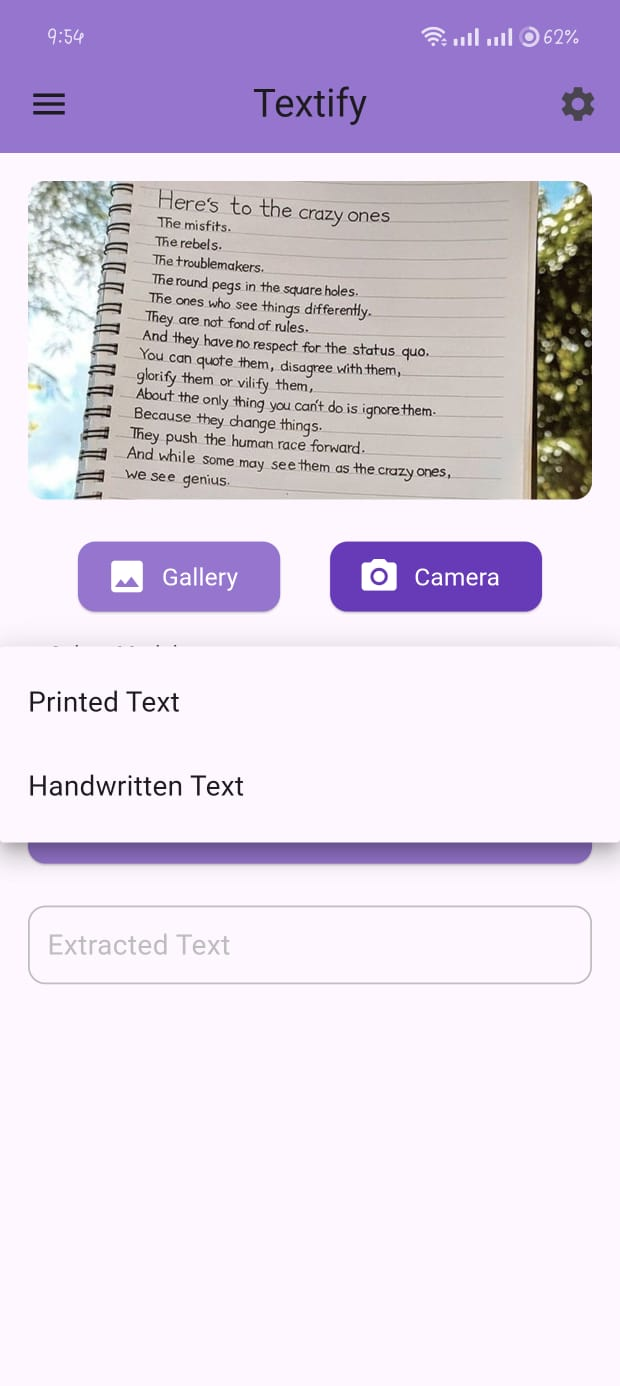 9:54
62%
Textify
Here's to the crazy ones
The misfits.
The rebels.
The troublemakers.
The round pegs in the square holes.
The ones who see things differently.
They are not fond of rules.
And they have no respect for the status quo.
You can quote them, disagree with them,
glorify them or vilify them,
About the only thing you can't do is ignore them.
Because they change things.
They push the human race forward.
And while some may see them as the crazy ones,
we see genius.
Gallery
Camera
Printed Text
Handwritten Text
Extracted Text